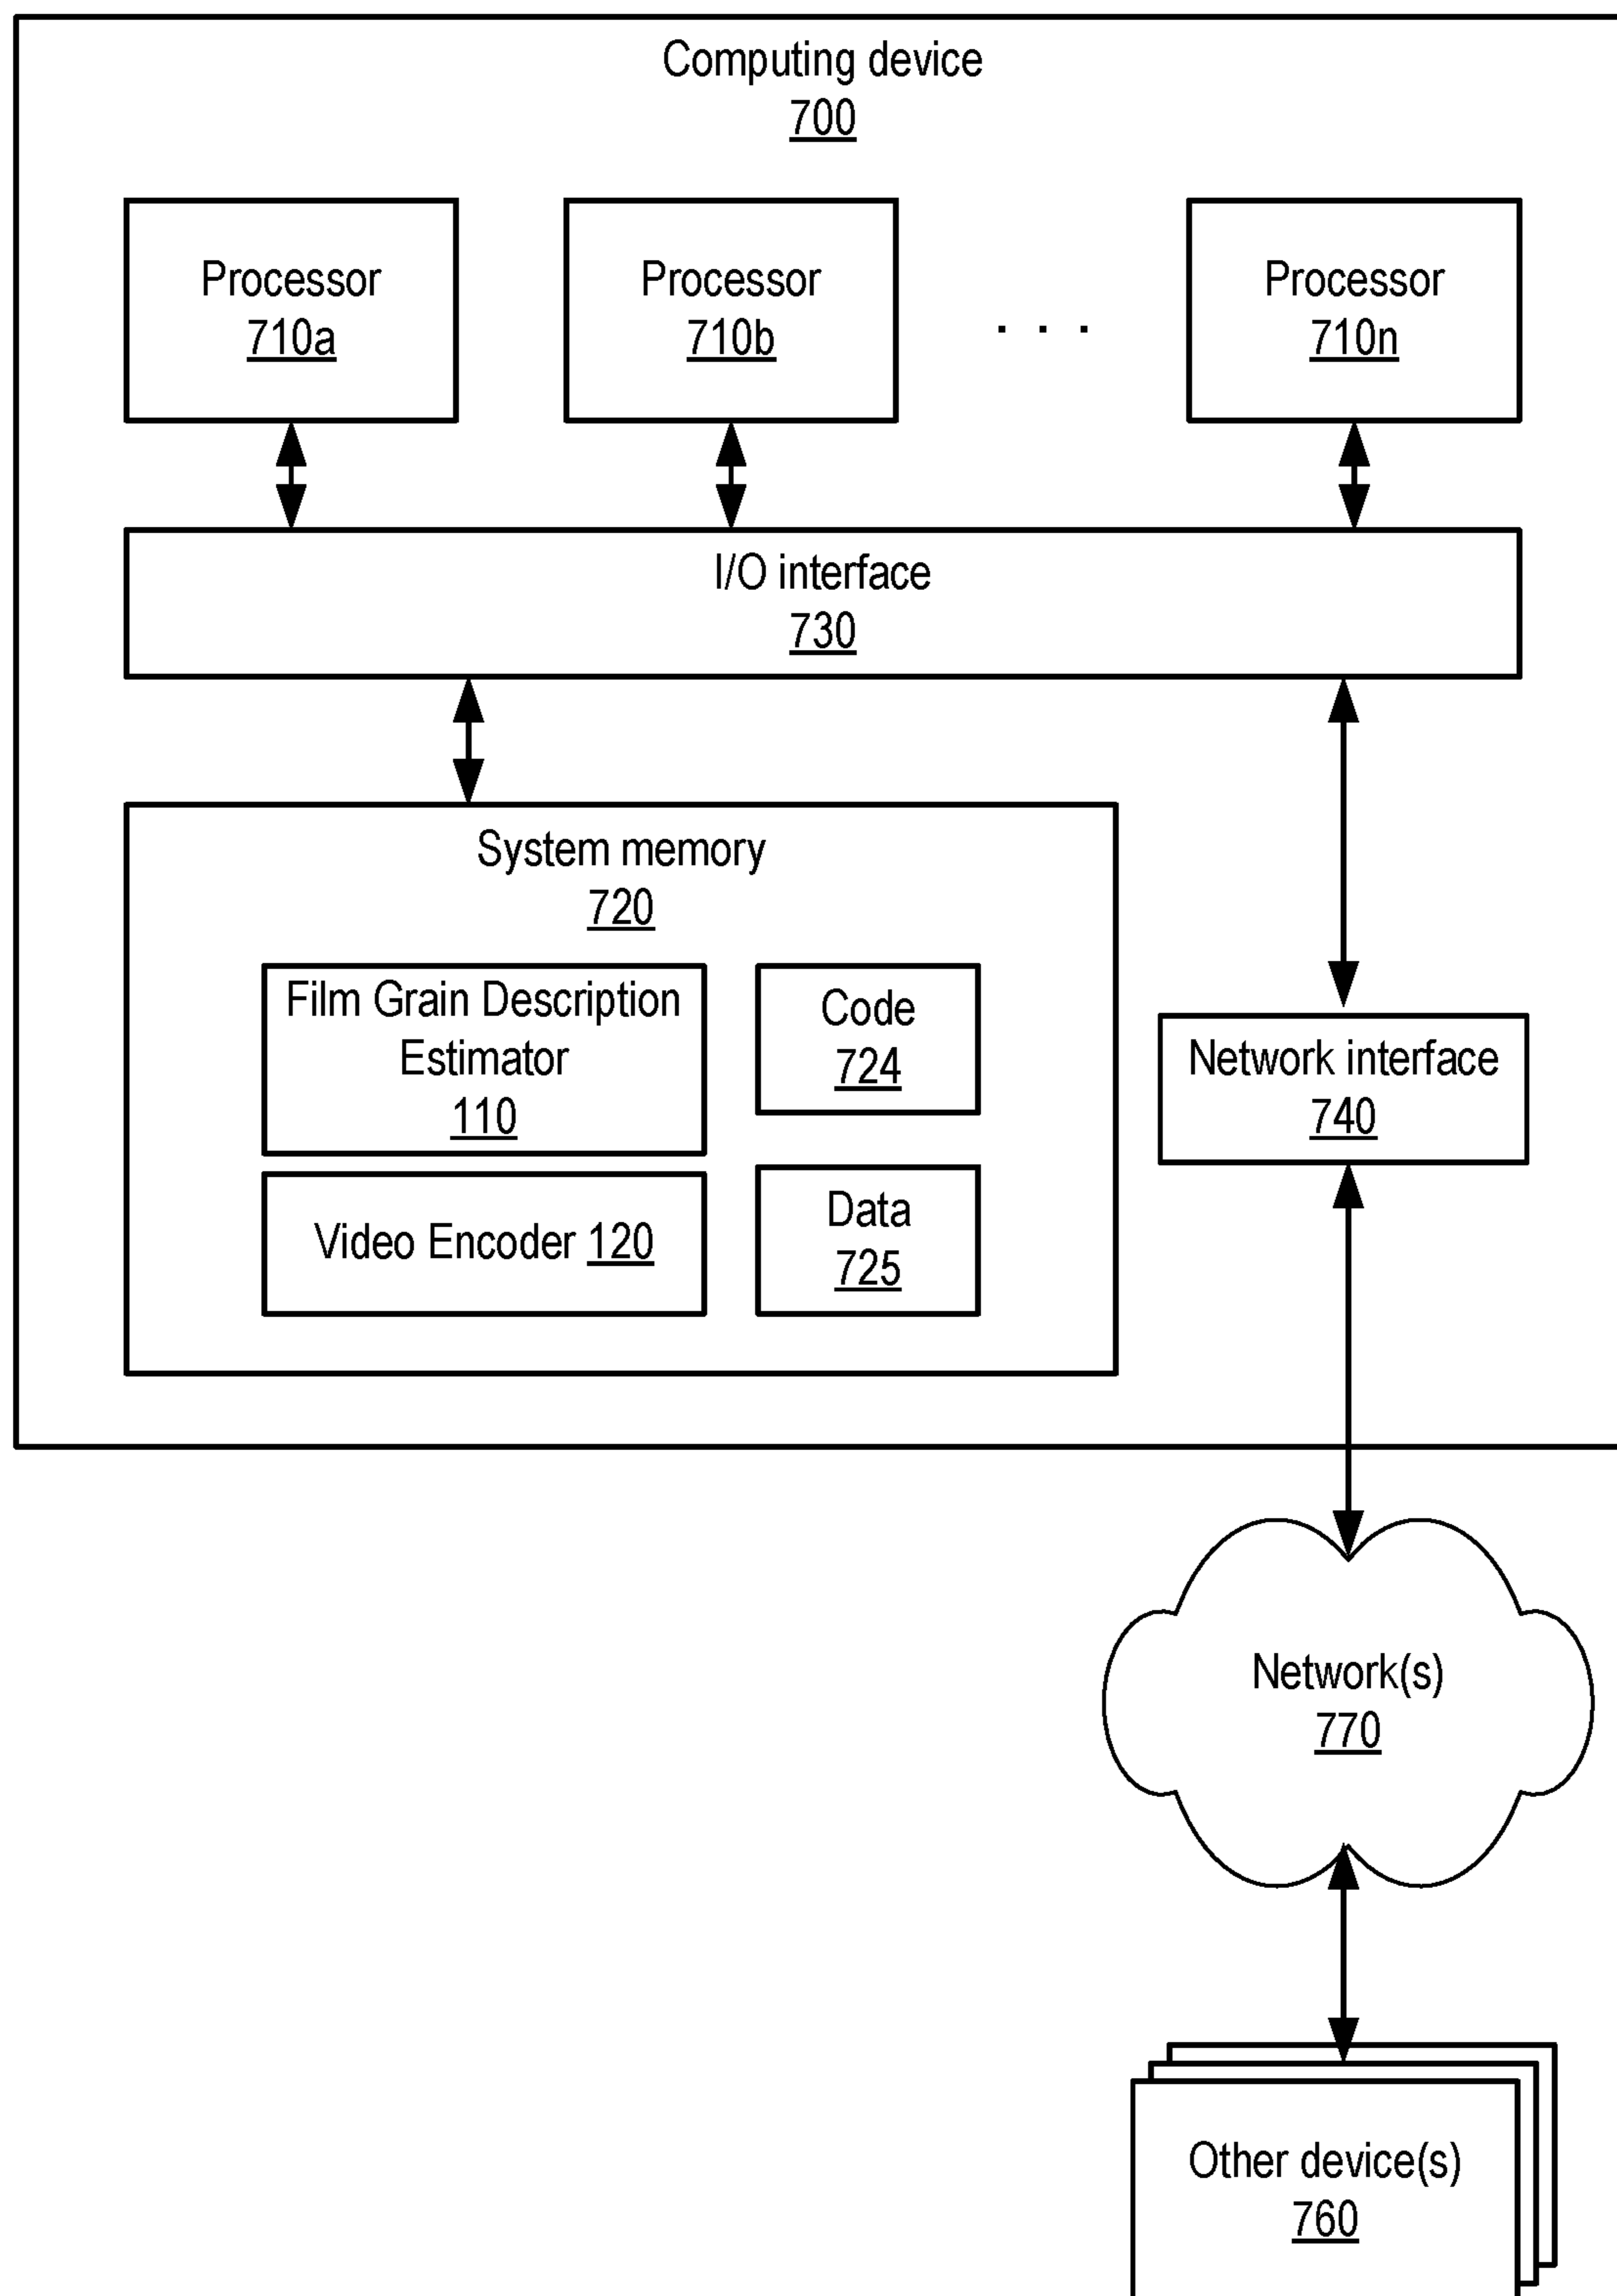 Computing device
700
Processor
710a
Processor
710b
. . .
Processor
710n
I/O interface
730
System memory
720
Film Grain Description
Estimator
110
Code
724
Video Encoder 120
Data
725
Network interface
740
Network(s)
770
Other device(s)
760